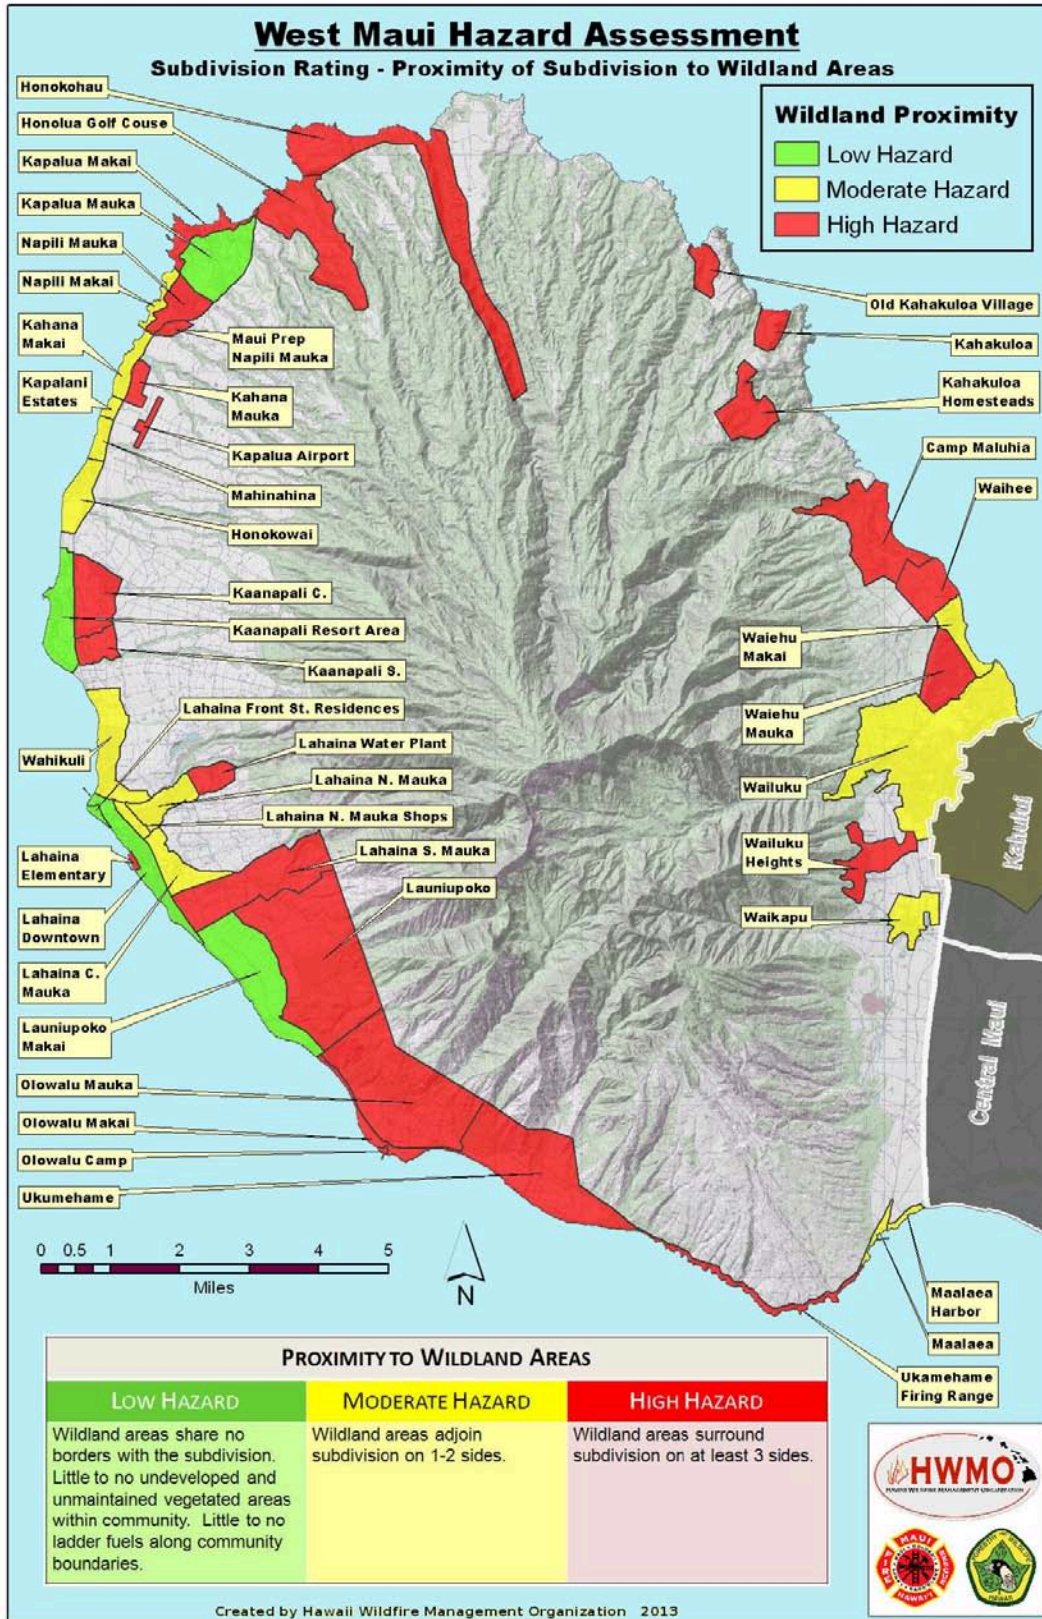 West Maui Hazard Assessment
Subdivision Rating - Proximity of Subdivision to Wildland Areas
Wildland Proximity
Low Hazard
Moderate Hazard
High Hazard
Honokohau
Honolua Golf Couse
Kapalua Makai
Kapalua Mauka
Napili Mauka
Napili Makai
Kahana
Makai
Kapalani
Estates
Maui Prep
Napili Mauka
Kahana
Mauka
Kapalua Airport
Mahinahina
Honokowai
Kaanapali C.
Kaanapali Resort Area
Kaanapali S.
Lahaina Front St. Residences
Wahikuli
Lahaina Water Plant
Lahaina N. Mauka
Lahaina N. Mauka Shops
Lahaina S. Mauka
Launiupoko
Lahaina
Elementary
Lahaina
Downtown
Lahaina C.
Mauka
Launiupoko
Makai
Olowalu Mauka
Olowalu Makai
Olowalu Camp
Ukumehame
Old Kahakuloa Village
Kahakuloa
Kahakuloa
Homesteads
Camp Maluhia
Waihee
Waiehu
Makai
Waiehu
Mauka
Wailuku
Wailuku
Heights
Waikapu
Kahului
Central Maui
Maalaea
Harbor
Maalaea
Ukamehame
Firing Range
0 0.5 1 2 3 4 5
Miles
N
PROXIMITY TO WILDLAND AREAS
LOW HAZARD
Wildland areas share no
borders with the subdivision.
Little to no undeveloped and
unmaintained vegetated areas
within community. Little to no
ladder fuels along community
boundaries.
MODERATE HAZARD
Wildland areas adjoin
subdivision on 1-2 sides.
HIGH HAZARD
Wildland areas surround
subdivision on at least 3 sides.
HWMO
HAWAII WILDFIRE MANAGEMENT ORGANIZATION
MAUI
FIRE
HAWAII
Created by Hawaii Wildfire Management Organization 2013